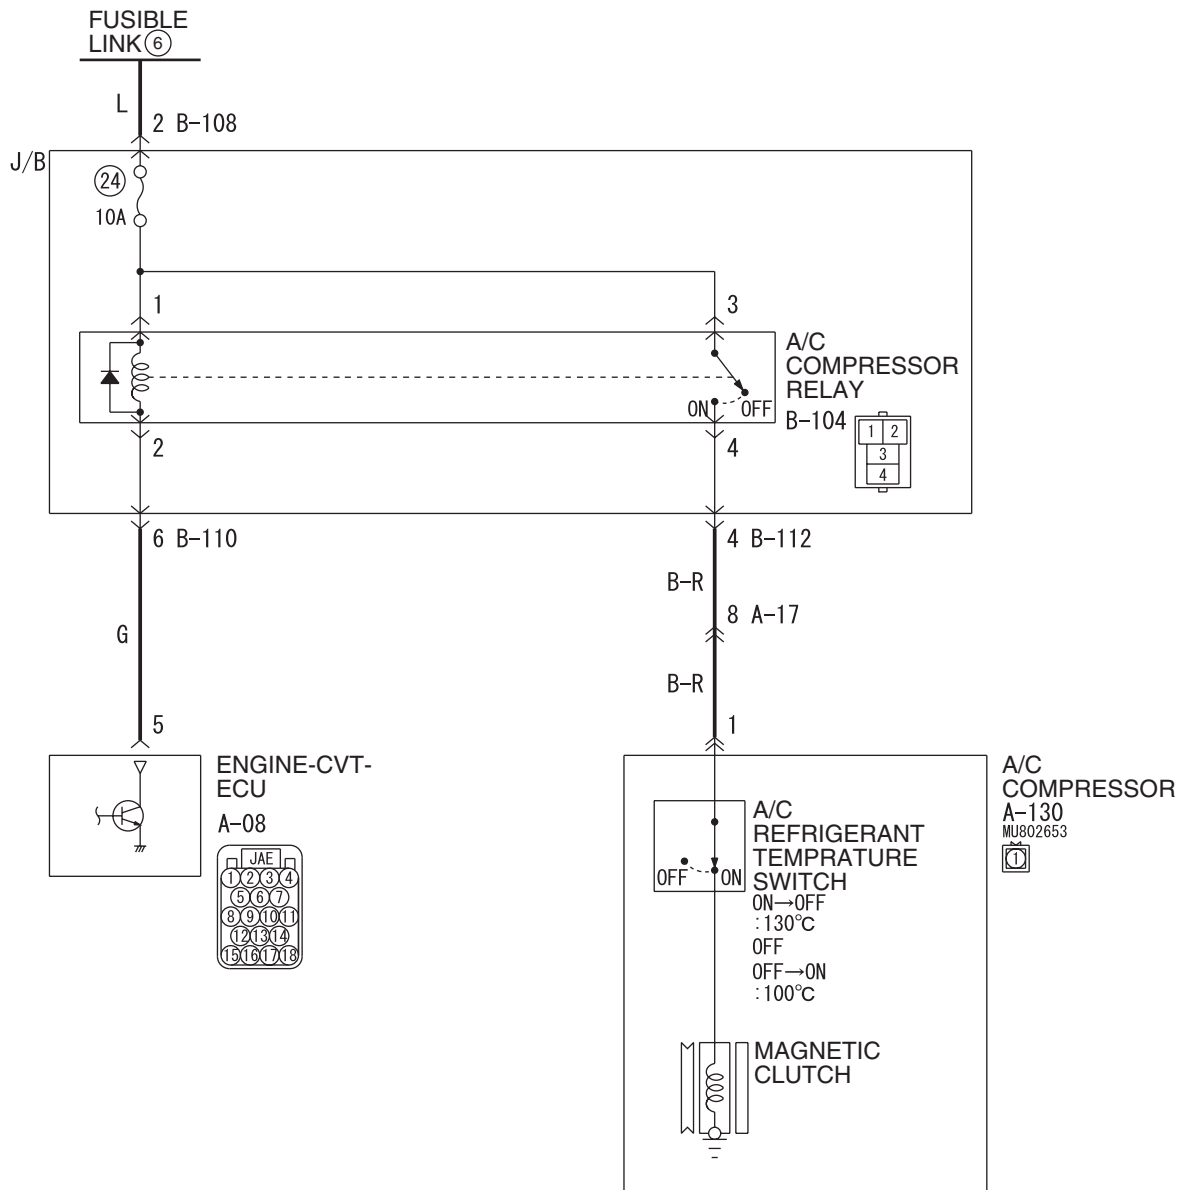 FUSIBLE
LINK 6
L
2 B-108
J/B
24
10A
1
3
A/C
COMPRESSOR
RELAY
ON OFF
B-104
1 2
3
4
2
4
6 B-110
4 B-112
B-R
8 A-17
G
B-R
5
1
ENGINE-CVT-
ECU
A-08
JAE
1 2 3 4
5 6 7
8 9 10 11
12 13 14
15 16 17 18
A/C
COMPRESSOR
A-130
MU802653
1
A/C
REFRIGERANT
TEMPRATURE
SWITCH
OFF ON
ON→OFF
:130℃
OFF
OFF→ON
:100℃
MAGNETIC
CLUTCH